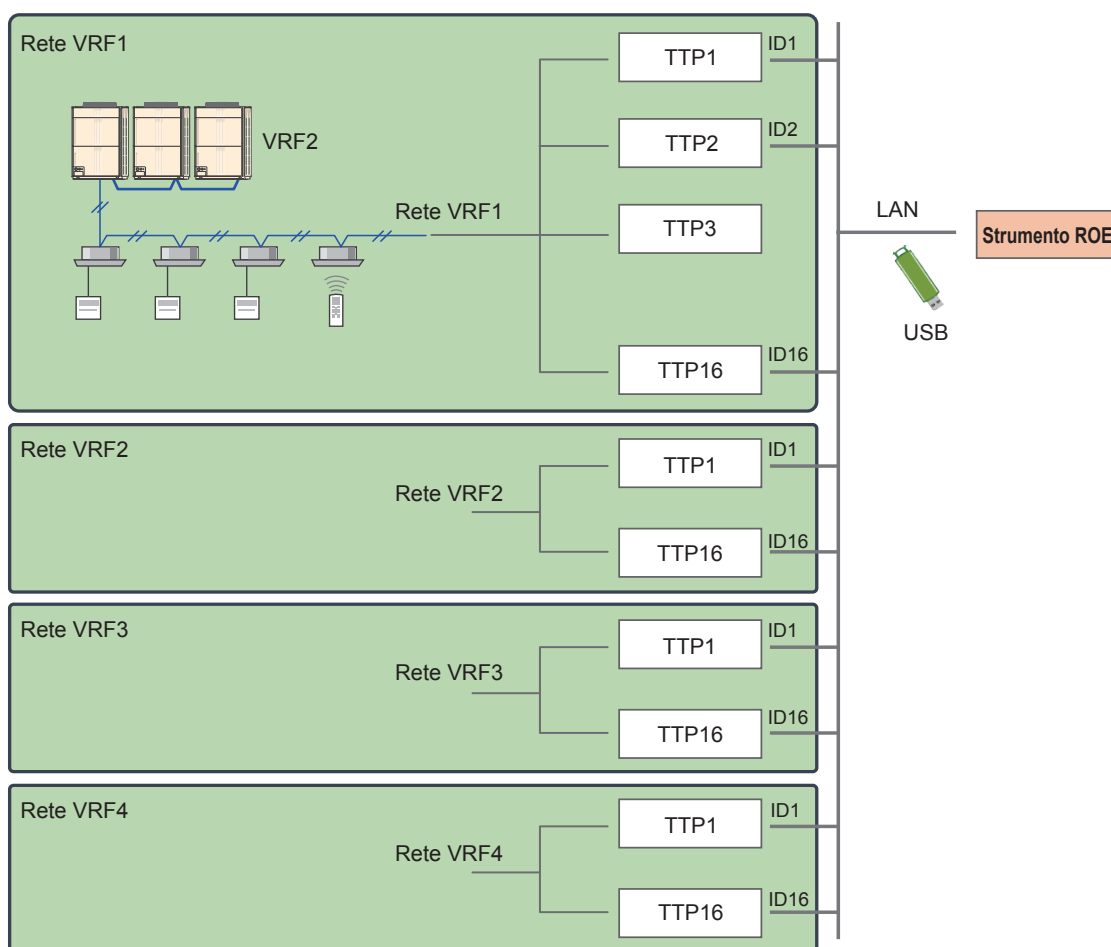 Rete VRF1
TTP1
ID1
VRF2
TTP2
ID2
Rete VRF1
TTP3
TTP16
ID16
LAN
USB
Strumento ROE
Rete VRF2
TTP1
ID1
Rete VRF2
TTP16
ID16
Rete VRF3
TTP1
ID1
Rete VRF3
TTP16
ID16
Rete VRF4
TTP1
ID1
Rete VRF4
TTP16
ID16